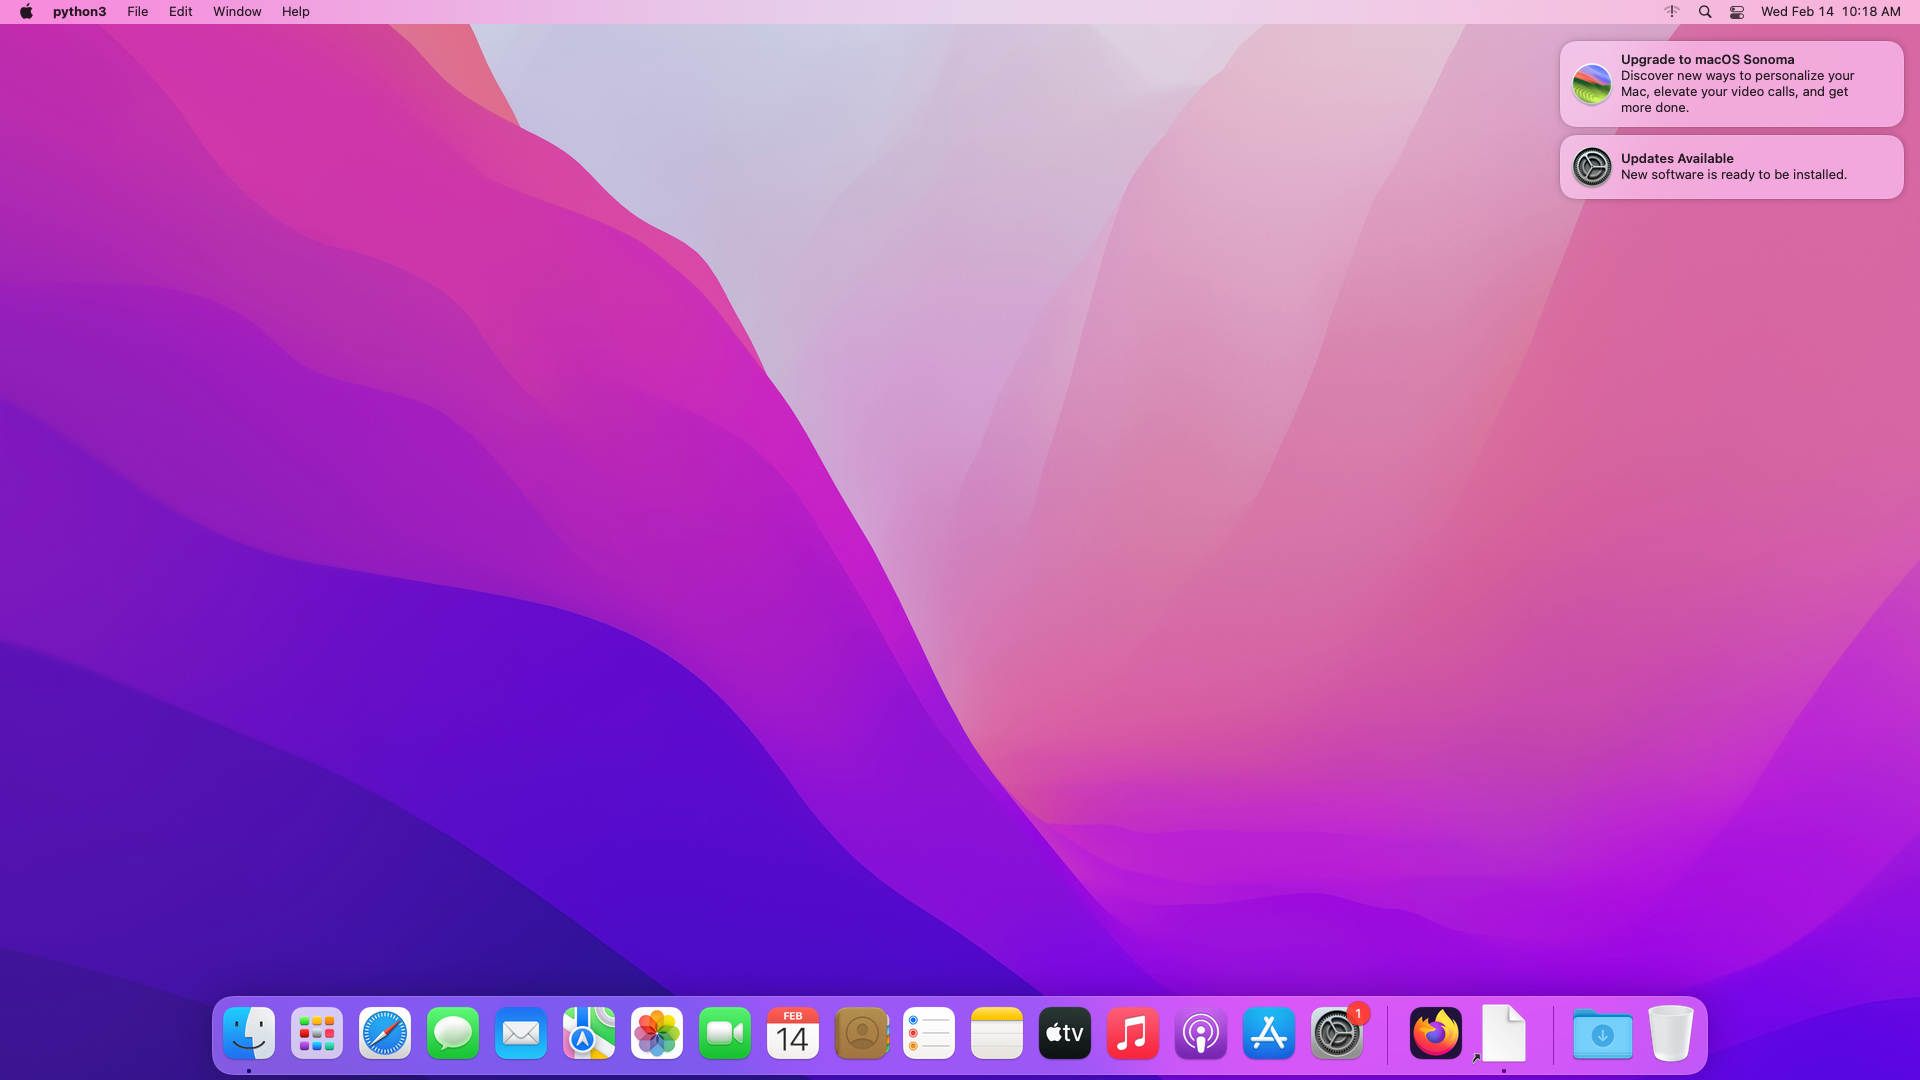 python3 File Edit Window Help Wed Feb 14 10:18 AM
Upgrade to macOS Sonoma
Discover new ways to personalize your
Mac, elevate your video calls, and get
more done.
Updates Available
New software is ready to be installed.
FEB
14
tv
1